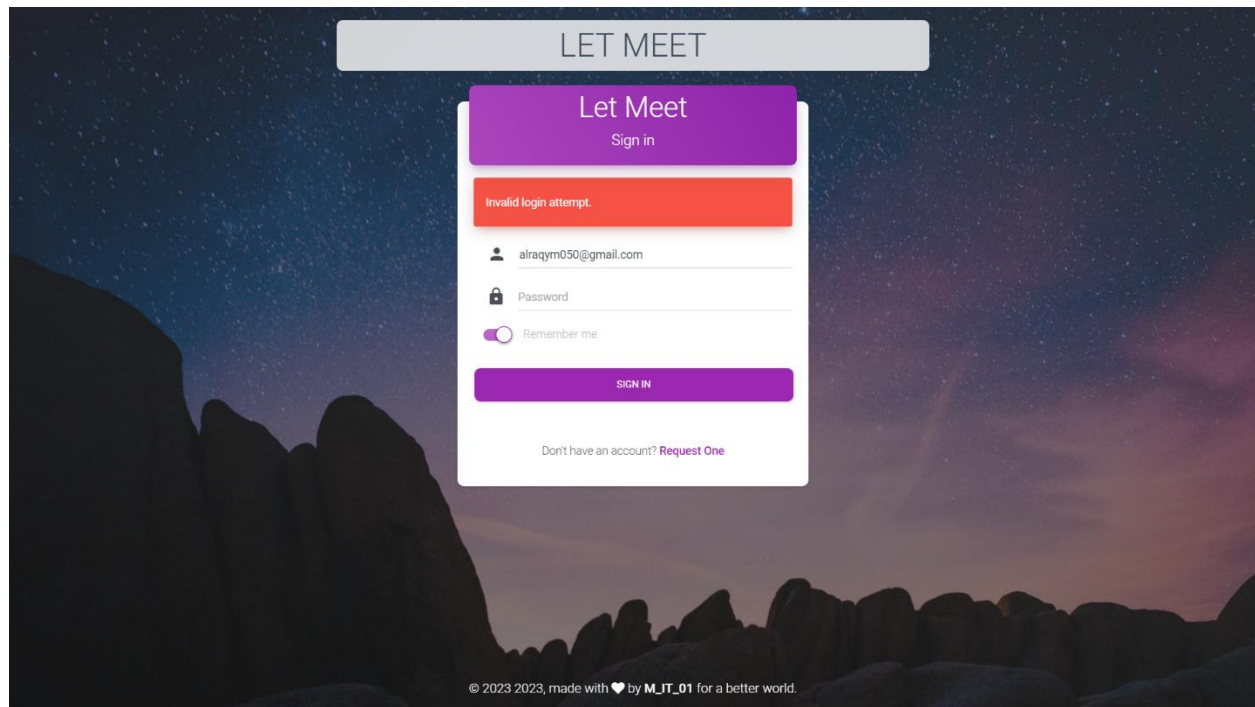 LET MEET
Let Meet
Sign in
Invalid login attempt.
alraqym050@gmail.com
Password
Remember me
SIGN IN
Don't have an account? Request One
© 2023 2023, made with ♥ by M_IT_01 for a better world.